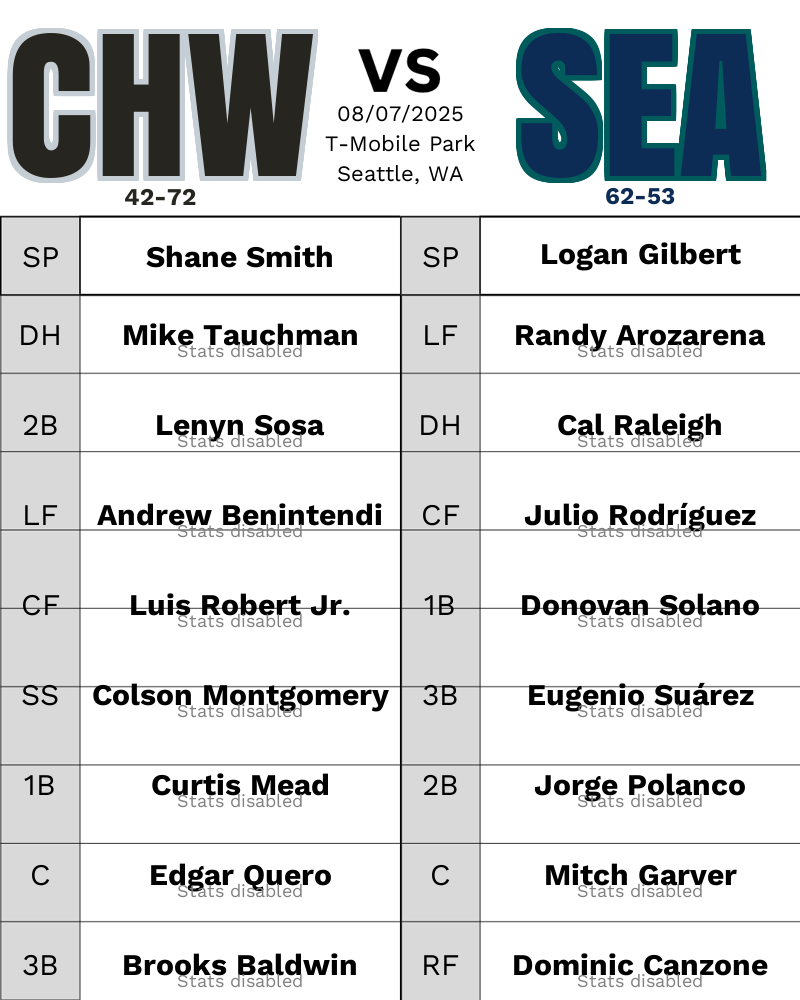 CHW
VS
SEA
08/07/2025
T-Mobile Park
Seattle, WA
42-72
62-53
SP Shane Smith SP Logan Gilbert
DH Mike Tauchman LF Randy Arozarena
Stats disabled Stats disabled
2B Lenyn Sosa DH Cal Raleigh
Stats disabled Stats disabled
LF Andrew Benintendi CF Julio Rodríguez
Stats disabled Stats disabled
CF Luis Robert Jr. 1B Donovan Solano
Stats disabled Stats disabled
SS Colson Montgomery 3B Eugenio Suárez
Stats disabled Stats disabled
1B Curtis Mead 2B Jorge Polanco
Stats disabled Stats disabled
C Edgar Quero C Mitch Garver
Stats disabled Stats disabled
3B Brooks Baldwin RF Dominic Canzone
Stats disabled Stats disabled